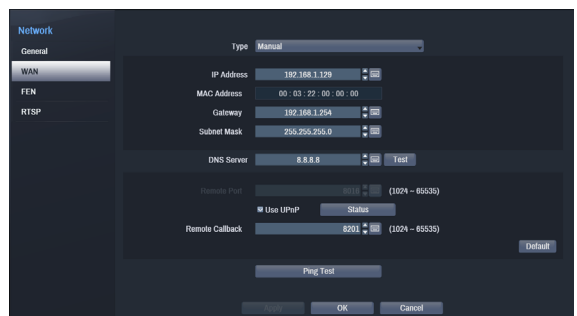 Network
General
WAN
FEN
RTSP
Type Manual
IP Address 192.168.1.129
MAC Address 00 : 03 : 22 : 00 : 00 : 00
Gateway 192.168.1.254
Subnet Mask 255.255.255.0
DNS Server 8.8.8.8 Test
Remote Port 8016 (1024 – 65535)
Use UPnP Status
Remote Callback 8201 (1024 – 65535)
Default
Ping Test
Apply OK Cancel